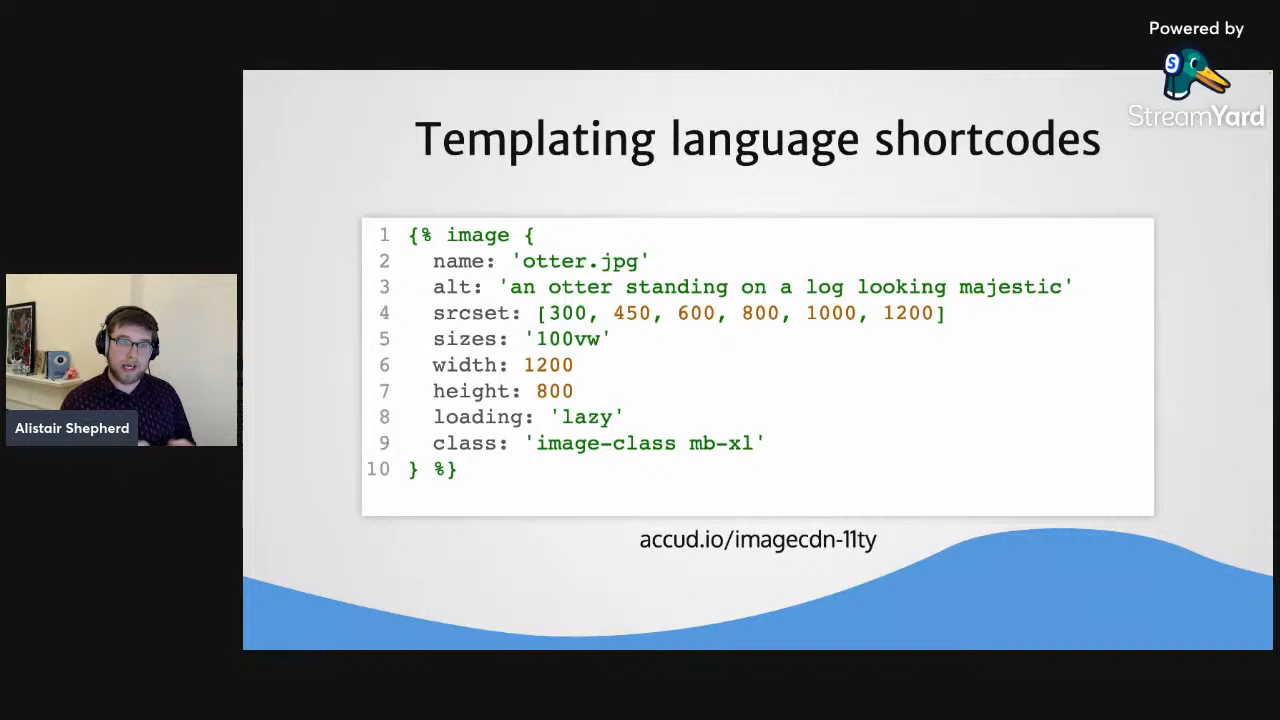 Powered by
S
StreamYard
Templating language shortcodes
1 {% image {
2 name: 'otter.jpg'
3 alt: 'an otter standing on a log looking majestic'
4 srcset: [300, 450, 600, 800, 1000, 1200]
5 sizes: '100vw'
6 width: 1200
7 height: 800
8 loading: 'lazy'
9 class: 'image-class mb-xl'
10 } %}
accud.io/imagecdn-11ty
Alistair Shepherd